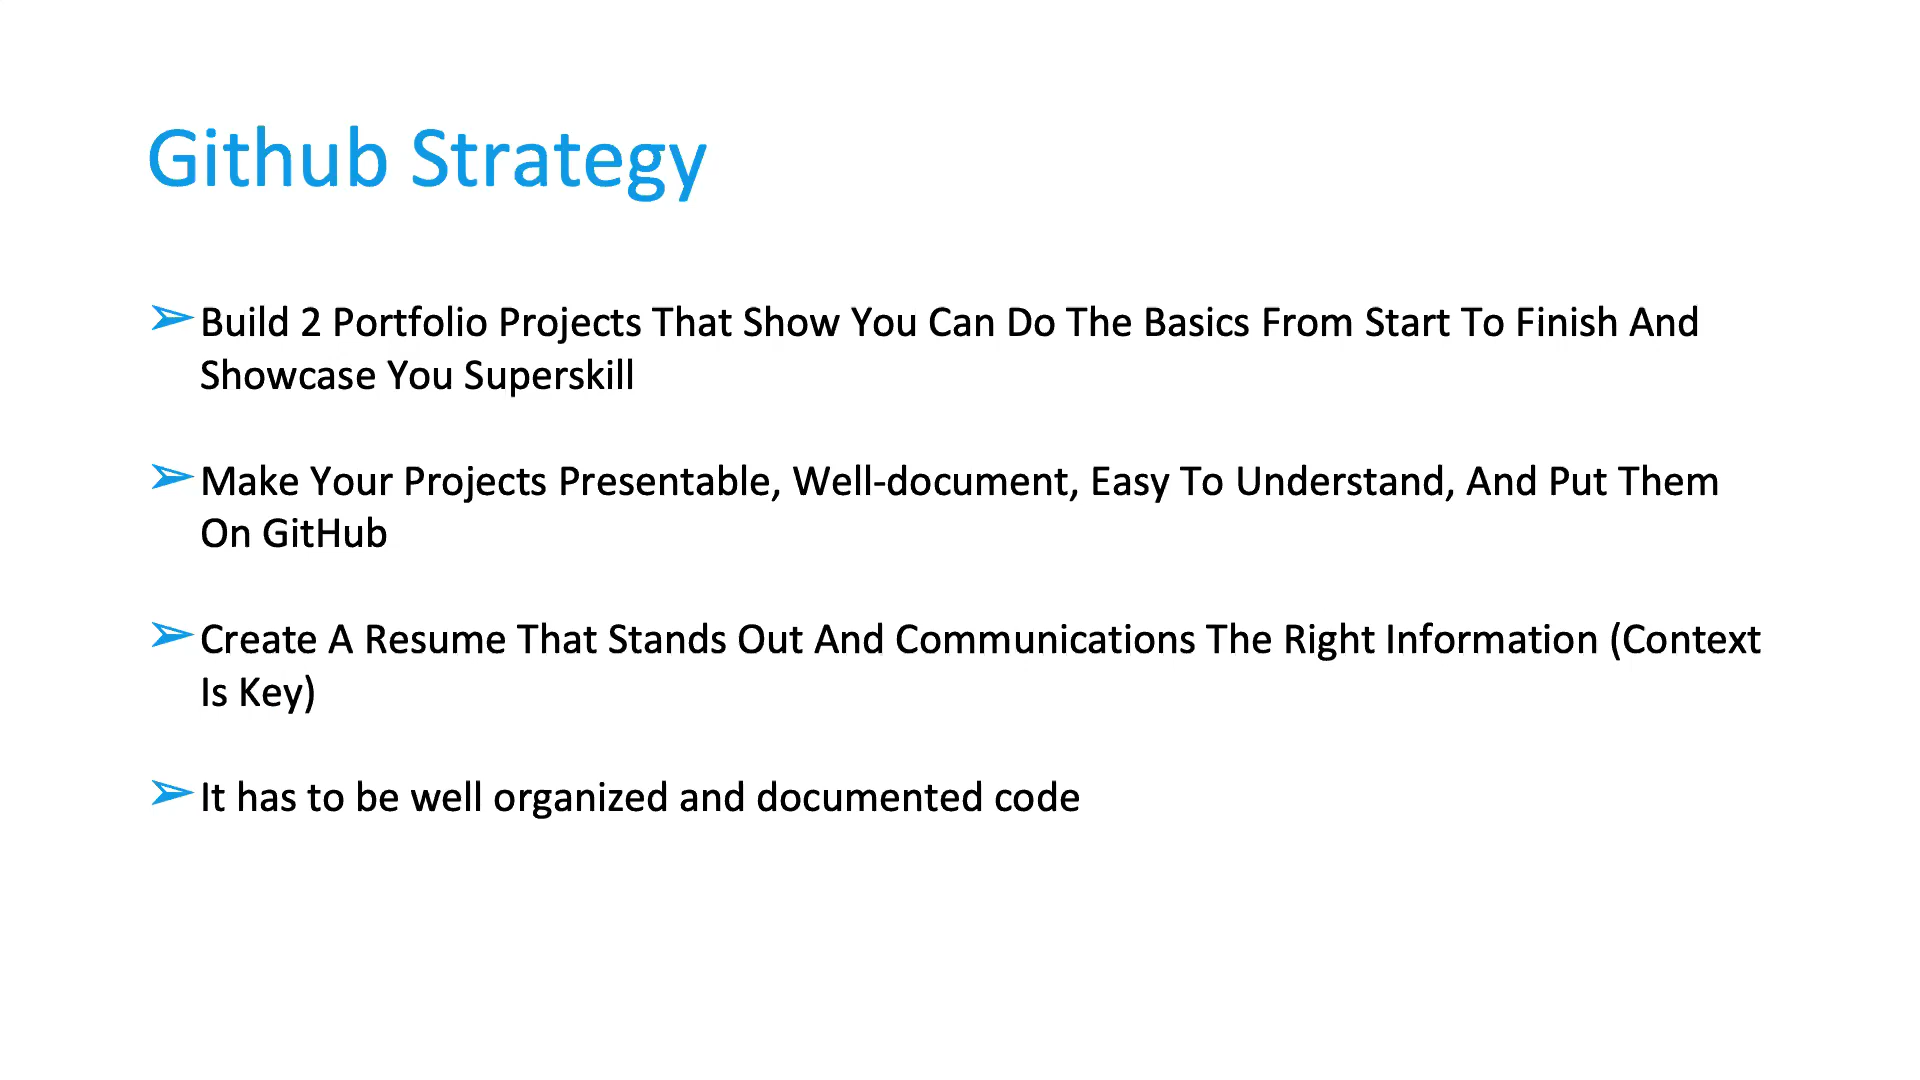 Github Strategy
➢Build 2 Portfolio Projects That Show You Can Do The Basics From Start To Finish And
Showcase You Superskill
➢Make Your Projects Presentable, Well-document, Easy To Understand, And Put Them
On GitHub
➢Create A Resume That Stands Out And Communications The Right Information (Context
Is Key)
➢It has to be well organized and documented code